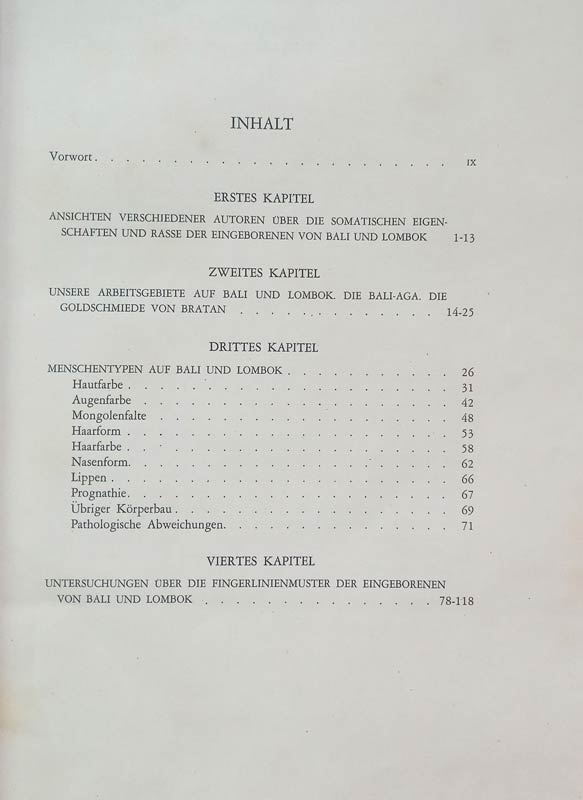 INHALT
Vorwort . . . . . . . . . . . . . . . . . . . . . . . IX
ERSTES KAPITEL
ANSICHTEN VERSCHIEDENER AUTOREN ÜBER DIE SOMATISCHEN EIGEN-
SCHAFTEN UND RASSE DER EINGEBORENEN VON BALI UND LOMBOK 1-13
ZWEITES KAPITEL
UNSERE ARBEITSGEBIETE AUF BALI UND LOMBOK. DIE BALI-AGA. DIE
GOLDSCHMIEDE VON BRATAN . . . . . . . . . . . . . 14-25
DRITTES KAPITEL
MENSCHENTYPEN AUF BALI UND LOMBOK . . . . . . . . . . . 26
Hautfarbe . . . . . . . . . . . . . . . . . . . . . 31
Augenfarbe . . . . . . . . . . . . . . . . . . . . 42
Mongolenfalte . . . . . . . . . . . . . . . . . . . 48
Haarform . . . . . . . . . . . . . . . . . . . . . 53
Haarfarbe . . . . . . . . . . . . . . . . . . . . . 58
Nasenform . . . . . . . . . . . . . . . . . . . . . 62
Lippen . . . . . . . . . . . . . . . . . . . . . . 66
Prognathie . . . . . . . . . . . . . . . . . . . . . 67
Übriger Körperbau . . . . . . . . . . . . . . . . . . 69
Pathologische Abweichungen . . . . . . . . . . . . . . . 71
VIERTES KAPITEL
UNTERSUCHUNGEN ÜBER DIE FINGERLINIENMUSTER DER EINGEBORENEN
VON BALI UND LOMBOK . . . . . . . . . . . . . . . 78-118